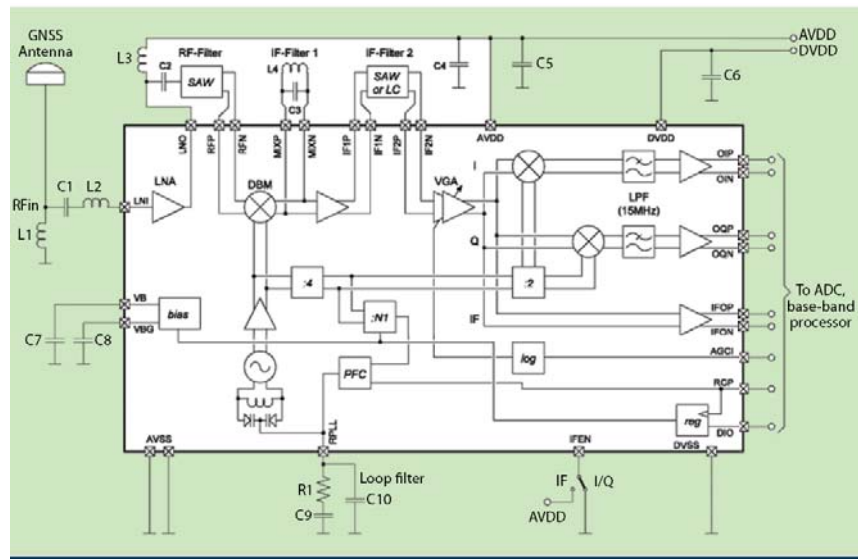 GNSS
Antenna
L3
C2
RF-Filter
SAW
IF-Filter 1
L4
C3
IF-Filter 2
SAW
or LC
C4
C5
AVDD
DVDD
C6
LNO
RFP
RFN
MIXP
MIXN
IF1P
IF1N
IF2P
IF2N
AVDD
DVDD
RFin
C1
L2
L1
LNI
LNA
DBM
VGA
I
Q
IF
LPF
(15MHz)
OIP
OIN
OQP
OQN
IFOP
IFON
AGCI
RCP
DIO
To ADC,
base-band
processor
:4
:2
:N1
VB
VBG
bias
C7
C8
PFC
log
reg
AVSS
RPLL
IFEN
DVSS
Loop filter
R1
C9
C10
IF
I/Q
AVDD